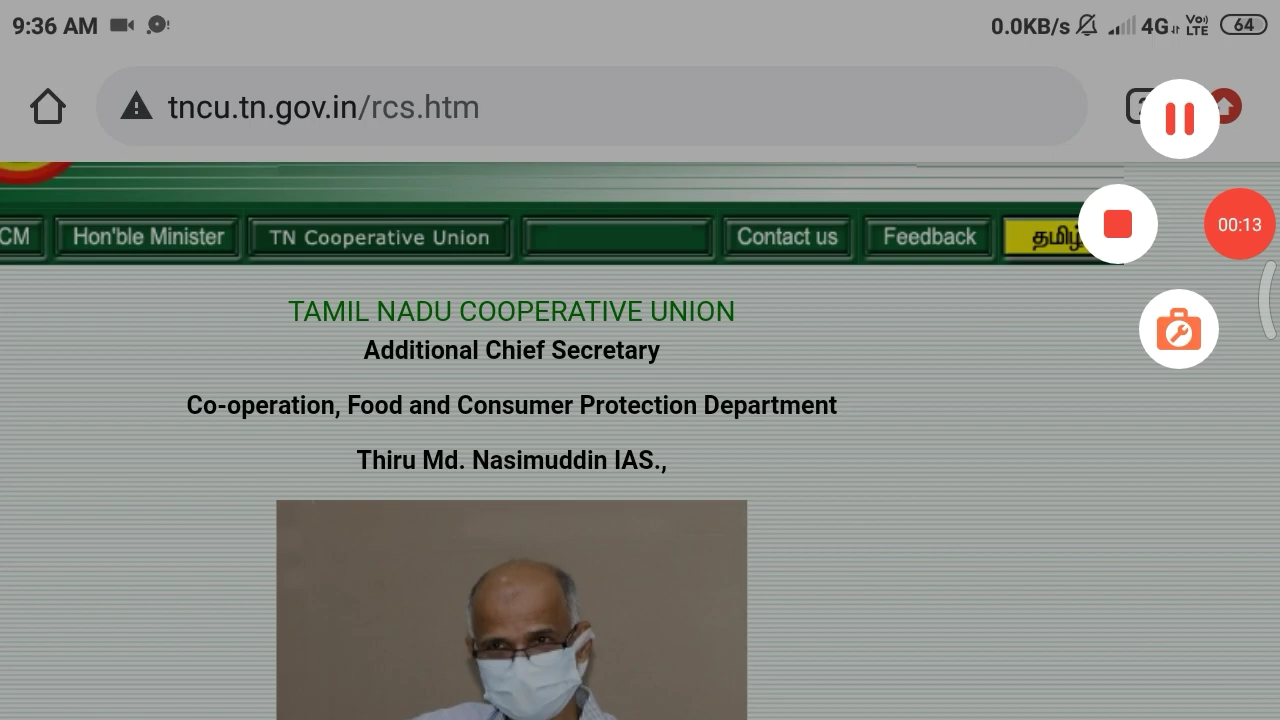 9:36 AM 0.0KB/s 4G VoLTE 64
tncu.tn.gov.in/rcs.htm
CM Hon'ble Minister TN Cooperative Union Contact us Feedback
00:13
TAMIL NADU COOPERATIVE UNION
Additional Chief Secretary
Co-operation, Food and Consumer Protection Department
Thiru Md. Nasimuddin IAS.,